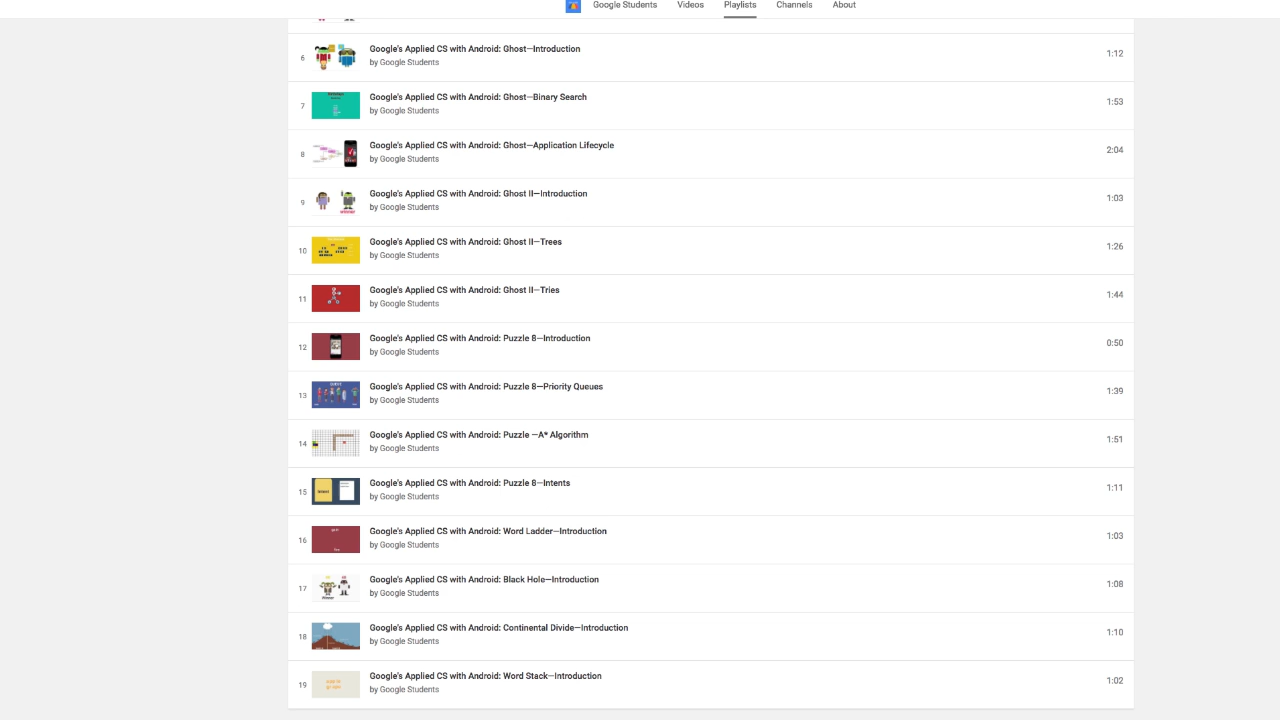 Google Students Videos Playlists Channels About
6 Google's Applied CS with Android: Ghost—Introduction 1:12
by Google Students
7 Google's Applied CS with Android: Ghost—Binary Search 1:53
by Google Students
8 Google's Applied CS with Android: Ghost—Application Lifecycle 2:04
by Google Students
9 Google's Applied CS with Android: Ghost II—Introduction 1:03
by Google Students
10 Google's Applied CS with Android: Ghost II—Trees 1:26
by Google Students
11 Google's Applied CS with Android: Ghost II—Tries 1:44
by Google Students
12 Google's Applied CS with Android: Puzzle 8—Introduction 0:50
by Google Students
13 Google's Applied CS with Android: Puzzle 8—Priority Queues 1:39
by Google Students
14 Google's Applied CS with Android: Puzzle —A* Algorithm 1:51
by Google Students
15 Google's Applied CS with Android: Puzzle 8—Intents 1:11
by Google Students
16 Google's Applied CS with Android: Word Ladder—Introduction 1:03
by Google Students
17 Google's Applied CS with Android: Black Hole—Introduction 1:08
by Google Students
18 Google's Applied CS with Android: Continental Divide—Introduction 1:10
by Google Students
19 Google's Applied CS with Android: Word Stack—Introduction 1:02
by Google Students